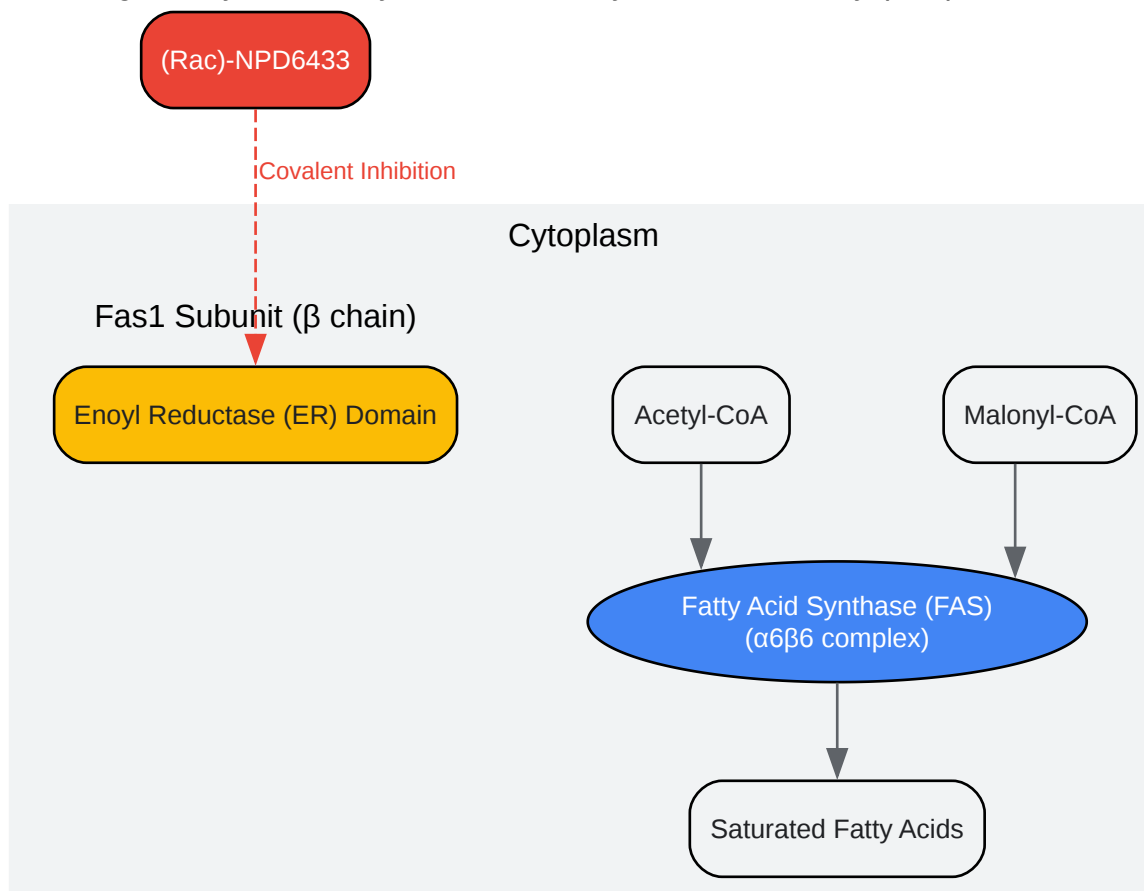 (Rac)-NPD6433
Covalent Inhibition
Cytoplasm
Fas1 Subunit (β chain)
Enoyl Reductase (ER) Domain
Acetyl-CoA
Malonyl-CoA
Fatty Acid Synthase (FAS)
(α6β6 complex)
Saturated Fatty Acids